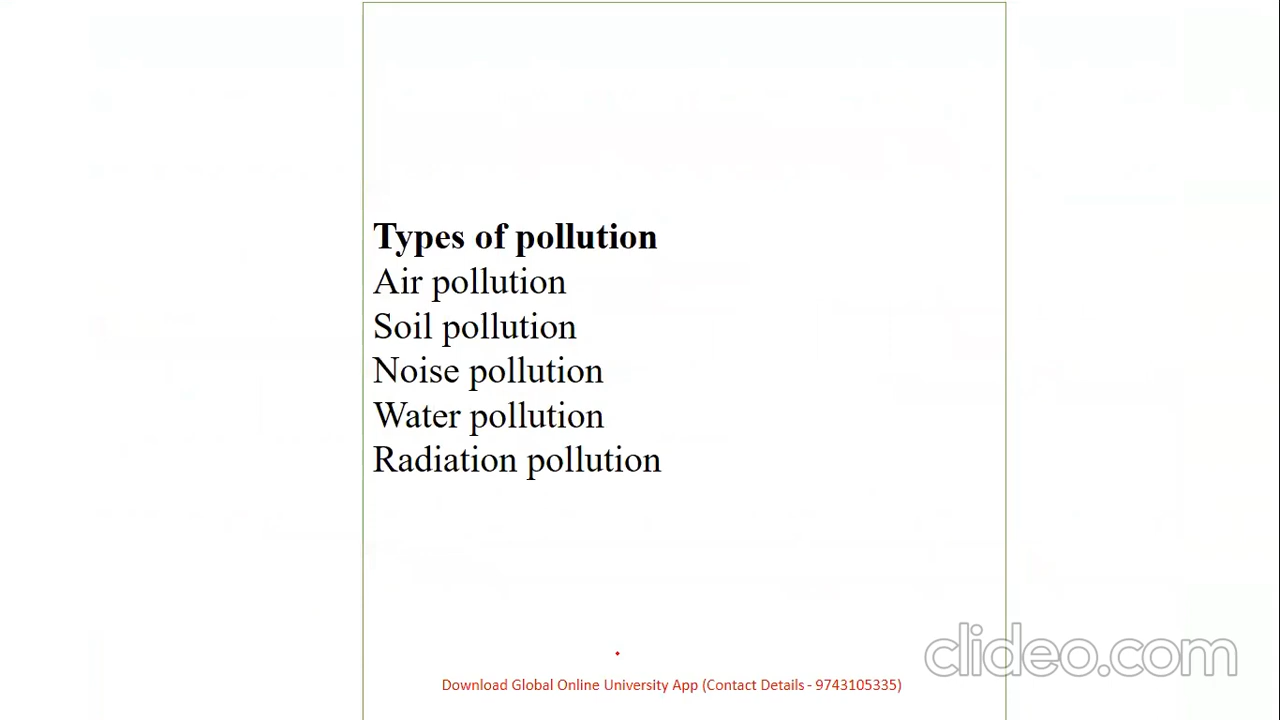 Types of pollution
Air pollution
Soil pollution
Noise pollution
Water pollution
Radiation pollution
clideo.com
Download Global Online University App (Contact Details - 9743105335)